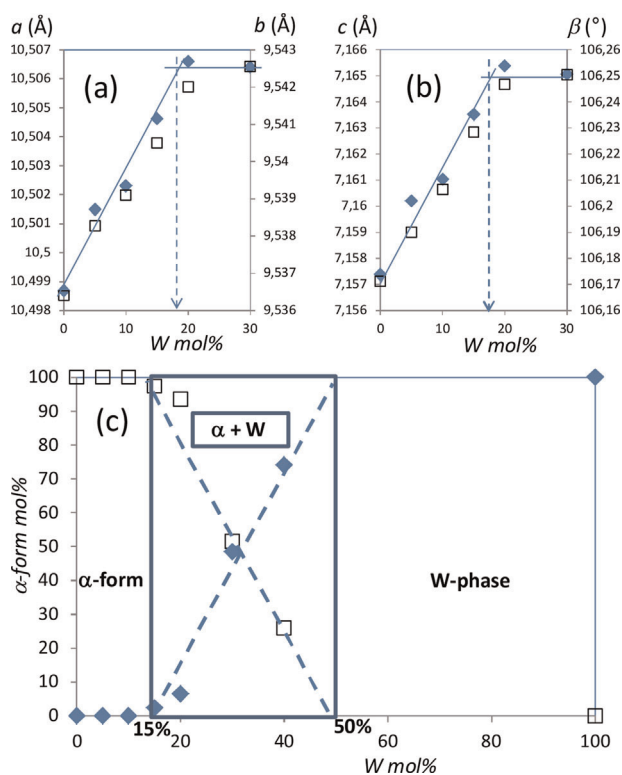 a (Å) b (Å)
10,507 9,543
10,506 9,542
10,505
10,504 9,541
10,503 9,54
10,502 9,539
10,501 9,538
10,5
10,499 9,537
10,498 9,536
(a)
0 10 20 30
W mol%
c (Å) β (°)
7,166 106,26
7,165 106,25
7,164 106,24
7,163 106,23
7,162 106,22
7,161 106,21
7,16 106,2
7,159 106,19
7,158 106,18
7,157 106,17
7,156 106,16
(b)
0 10 20 30
W mol%
(c)
α-form mol%
100
90
80
70
60
50
40
30
20
10
0
α + W
α-form
W-phase
15% 50%
0 20 40 60 80 100
W mol%